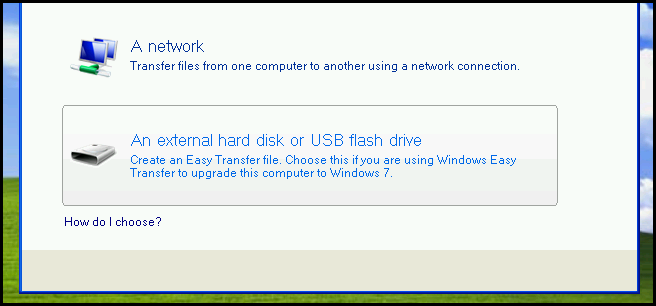 A network
Transfer files from one computer to another using a network connection.
An external hard disk or USB flash drive
Create an Easy Transfer file. Choose this if you are using Windows Easy
Transfer to upgrade this computer to Windows 7.
How do I choose?